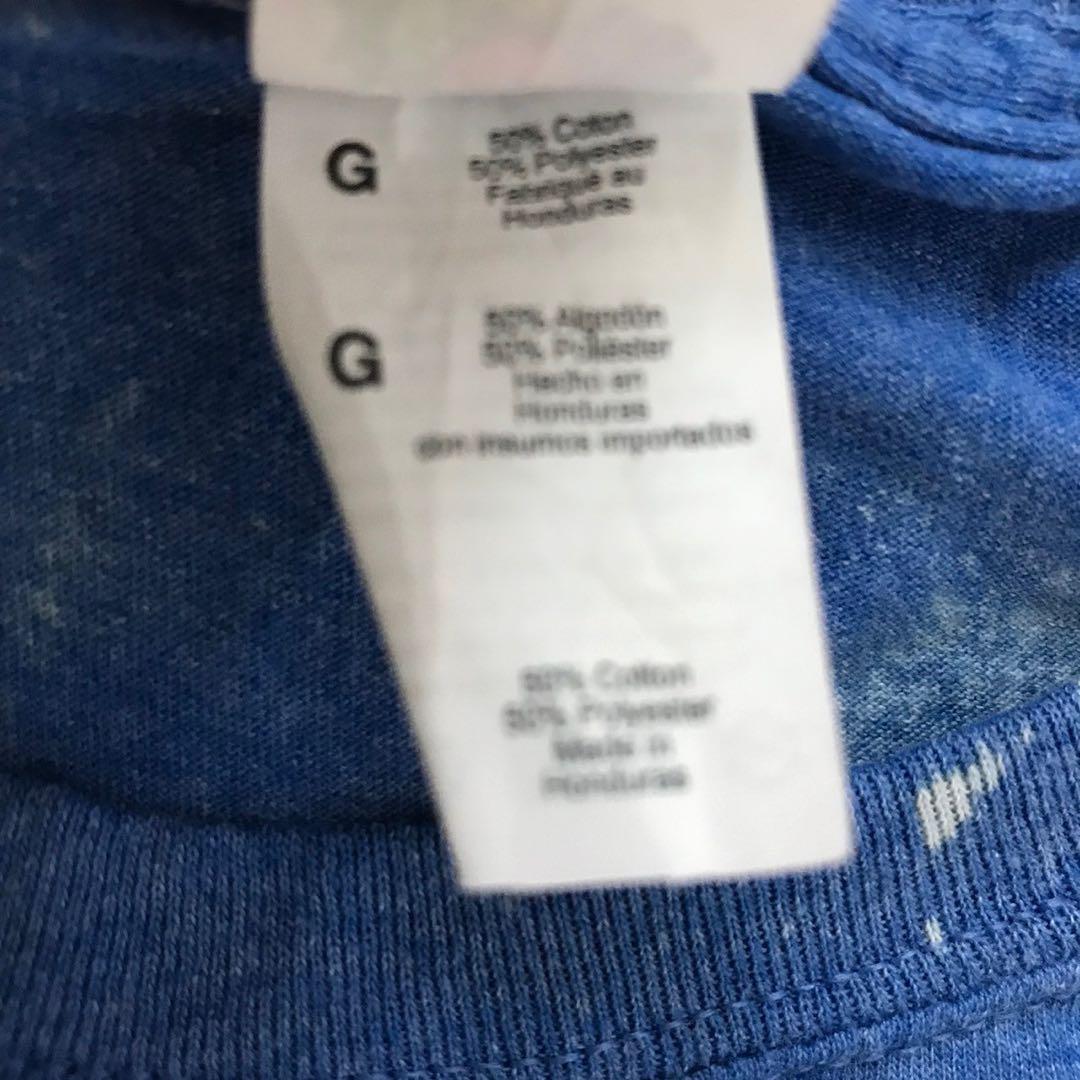 G
50% Coton
50% Polyester
Fabriqué au
Honduras
G
50% Algodón
50% Poliéster
Hecho en
Honduras
con insumos importados
50% Cotton
50% Polyester
Made in
Honduras